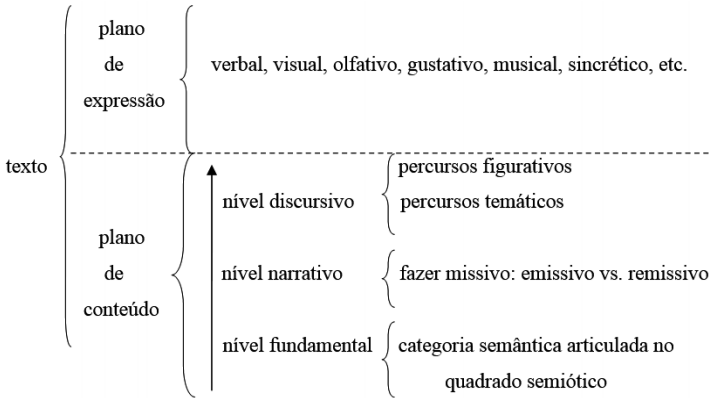 plano
de
expressão
verbal, visual, olfativo, gustativo, musical, sincrético, etc.
texto
percursos figurativos
nível discursivo
percursos temáticos
plano
de
conteúdo
nível narrativo
fazer missivo: emissivo vs. remissivo
nível fundamental
categoria semântica articulada no
quadrado semiótico